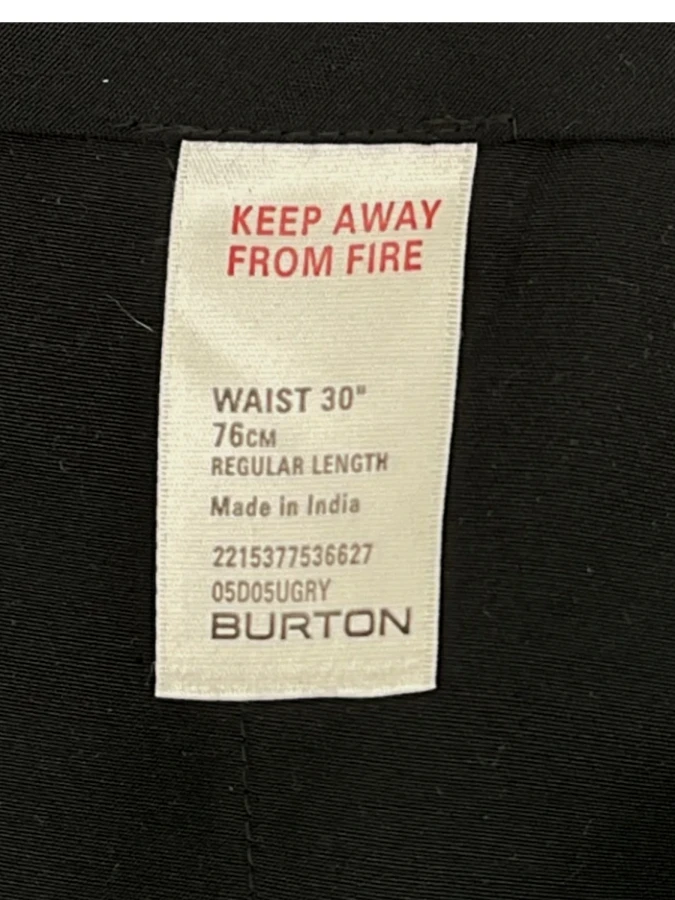 KEEP AWAY
FROM FIRE
WAIST 30"
76CM
REGULAR LENGTH
Made in India
2215377536627
05D05UGRY
BURTON